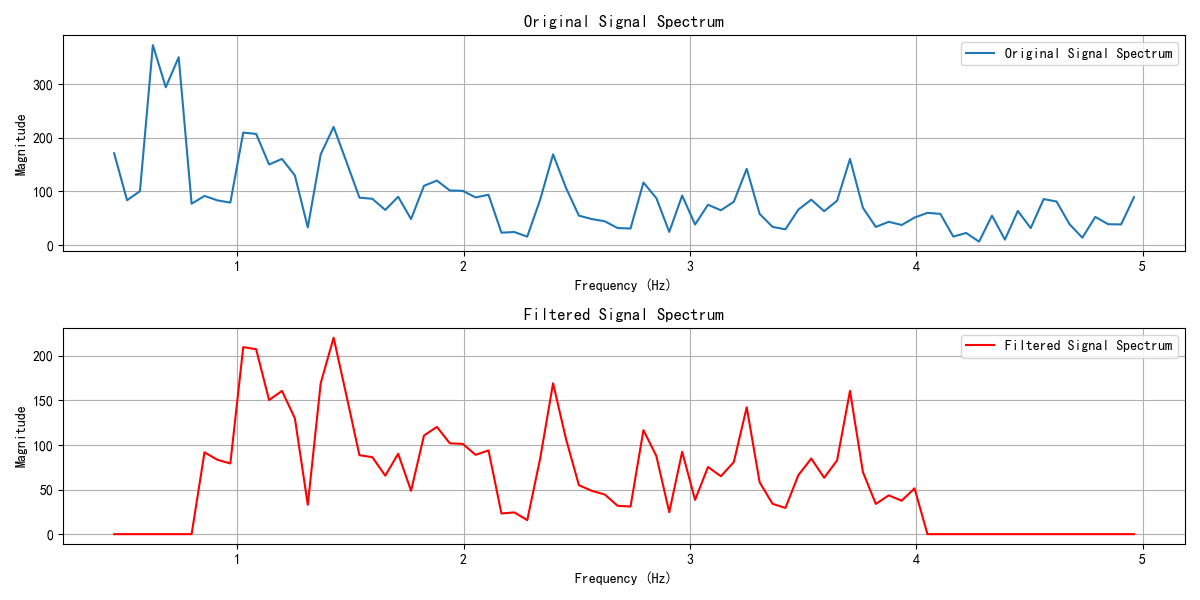 Original Signal Spectrum
Original Signal Spectrum
Magnitude
300
200
100
0
1
2
3
4
5
Frequency (Hz)
Filtered Signal Spectrum
Filtered Signal Spectrum
Magnitude
200
150
100
50
0
1
2
3
4
5
Frequency (Hz)